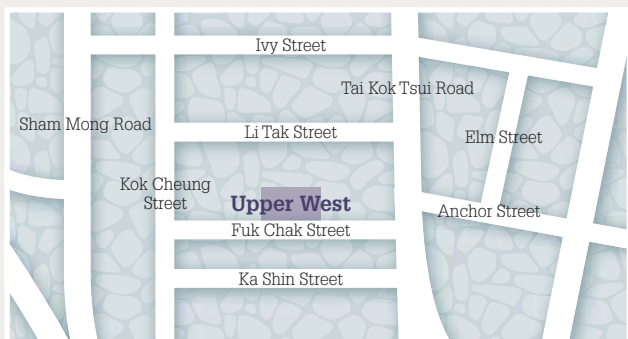 Ivy Street
Tai Kok Tsui Road
Sham Mong Road
Li Tak Street
Elm Street
Kok Cheung
Street
Upper West
Anchor Street
Fuk Chak Street
Ka Shin Street